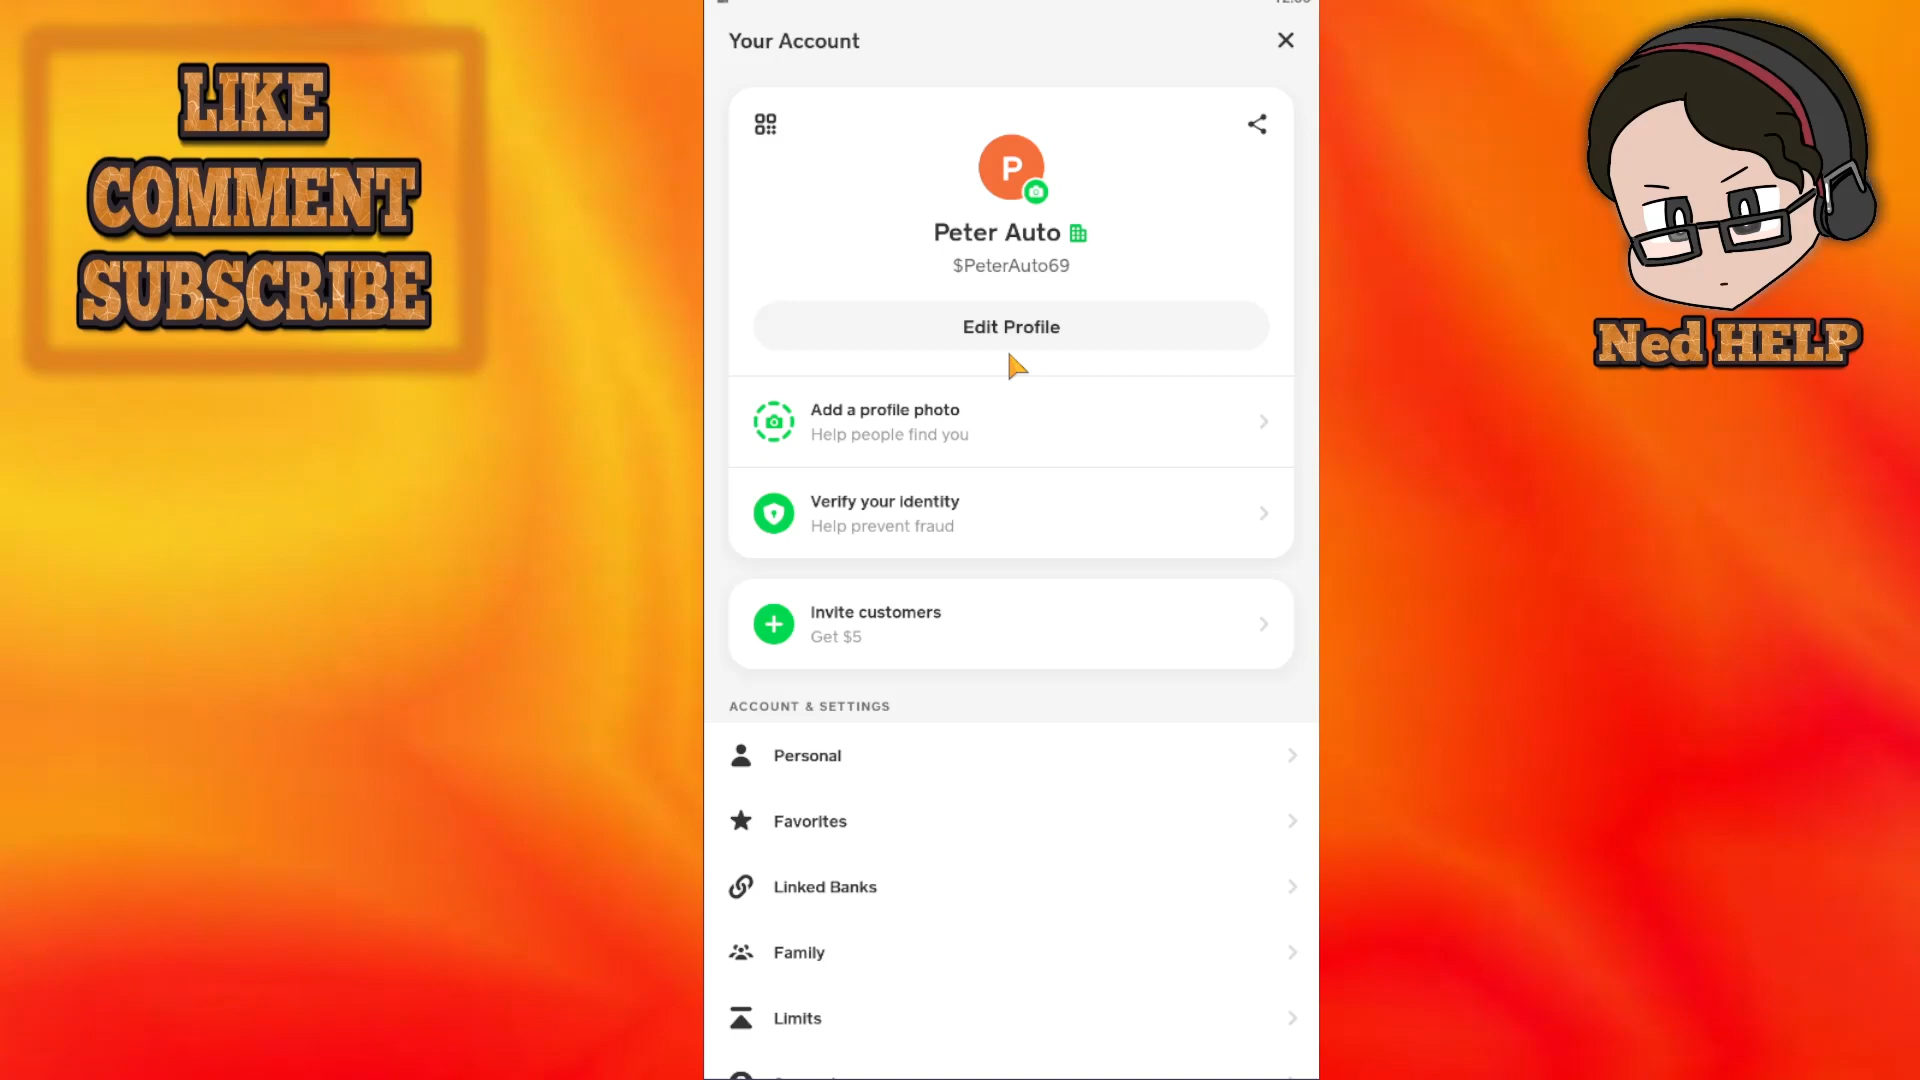 LIKE
COMMENT
SUBSCRIBE
Your Account
P
Peter Auto
$PeterAuto69
Edit Profile
Add a profile photo
Help people find you
Verify your identity
Help prevent fraud
Invite customers
Get $5
ACCOUNT & SETTINGS
Personal
Favorites
Linked Banks
Family
Limits
Ned HELP